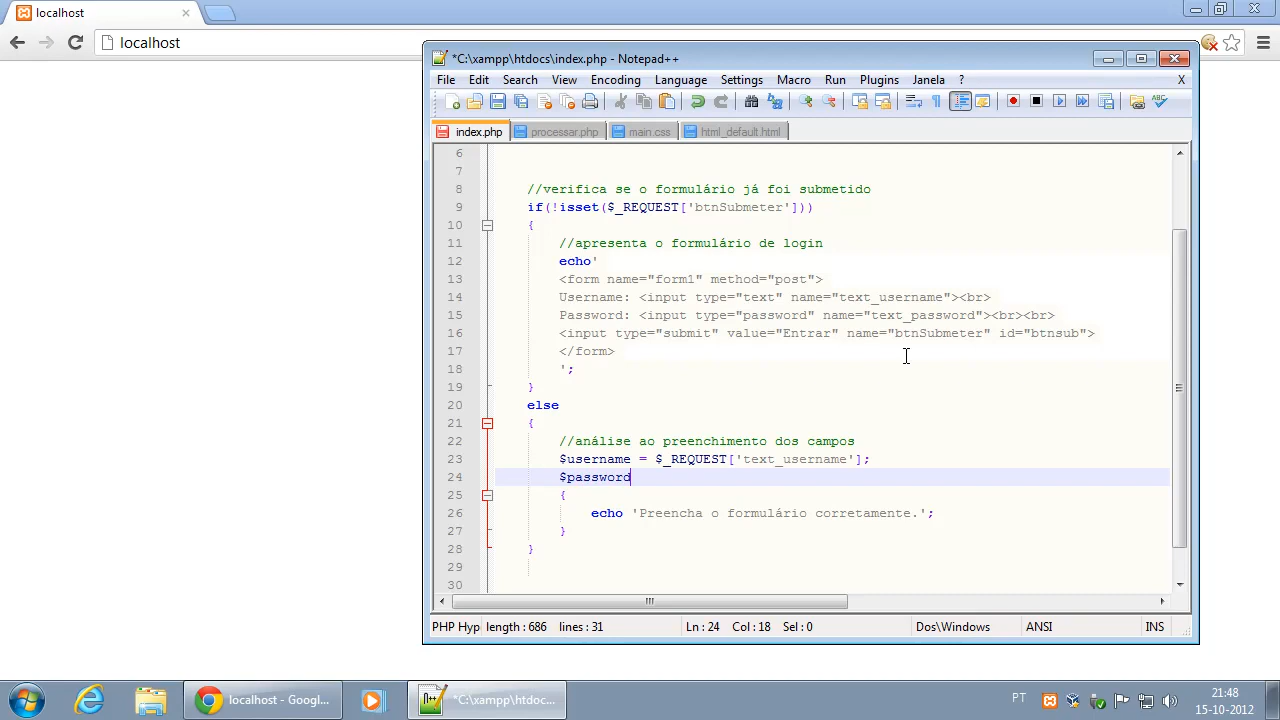 localhost
localhost
*C:\xampp\htdocs\index.php - Notepad++
File Edit Search View Encoding Language Settings Macro Run Plugins Janela ? X
index.php processar.php main.css html_default.html
6
7
8 //verifica se o formulário já foi submetido
9 if(!isset($_REQUEST['btnSubmeter']))
10 {
11 //apresenta o formulário de login
12 echo'
13 <form name="form1" method="post">
14 Username: <input type="text" name="text_username"><br>
15 Password: <input type="password" name="text_password"><br><br>
16 <input type="submit" value="Entrar" name="btnSubmeter" id="btnsub">
17 </form>
18 ';
19 }
20 else
21 {
22 //análise ao preenchimento dos campos
23 $username = $_REQUEST['text_username'];
24 $password
25 {
26 echo 'Preencha o formulário corretamente.';
27 }
28 }
29
30
PHP Hyp length : 686 lines : 31 Ln : 24 Col : 18 Sel : 0 Dos\Windows ANSI INS
localhost - Googl... *C:\xampp\htdoc... PT 21:48
15-10-2012